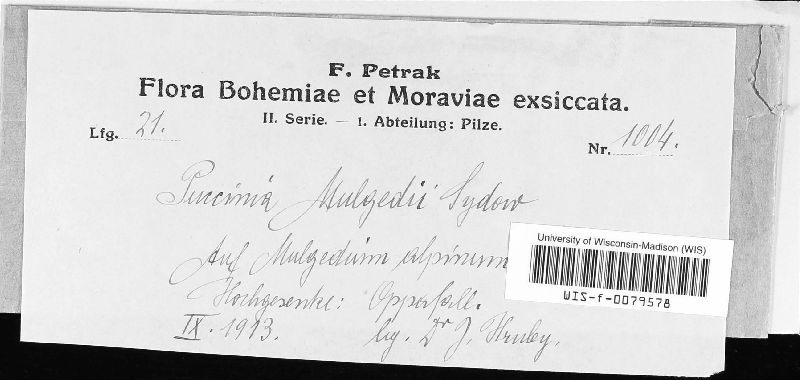 F. Petrak
Flora Bohemiae et Moraviae exsiccata.
II. Serie. — 1. Abteilung: Pilze.
Lfg. 21.
Nr. 1004.
Puccinia Mulgedii Sydow
Auf Mulgedium alpinum
Hochgesenke: Oppafall.
IX. 1913. lg. Dr J. Hruby.
University of Wisconsin-Madison (WIS)
WIS-f-0079578